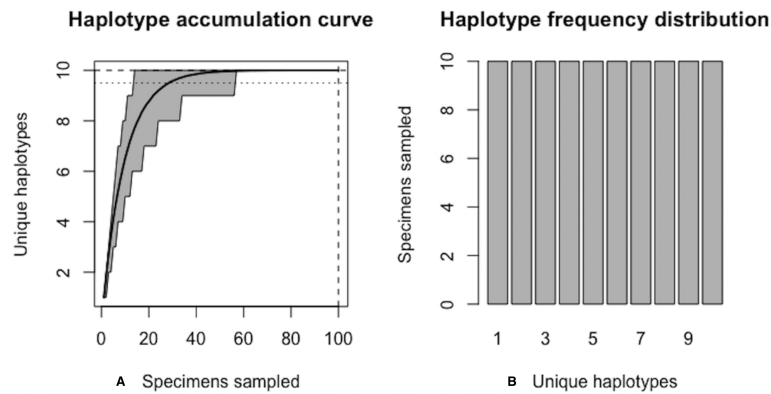 Haplotype accumulation curve
Unique haplotypes
10
8
6
4
2
0 20 40 60 80 100
A Specimens sampled
Haplotype frequency distribution
Specimens sampled
10
8
6
4
2
0
1 3 5 7 9
B Unique haplotypes